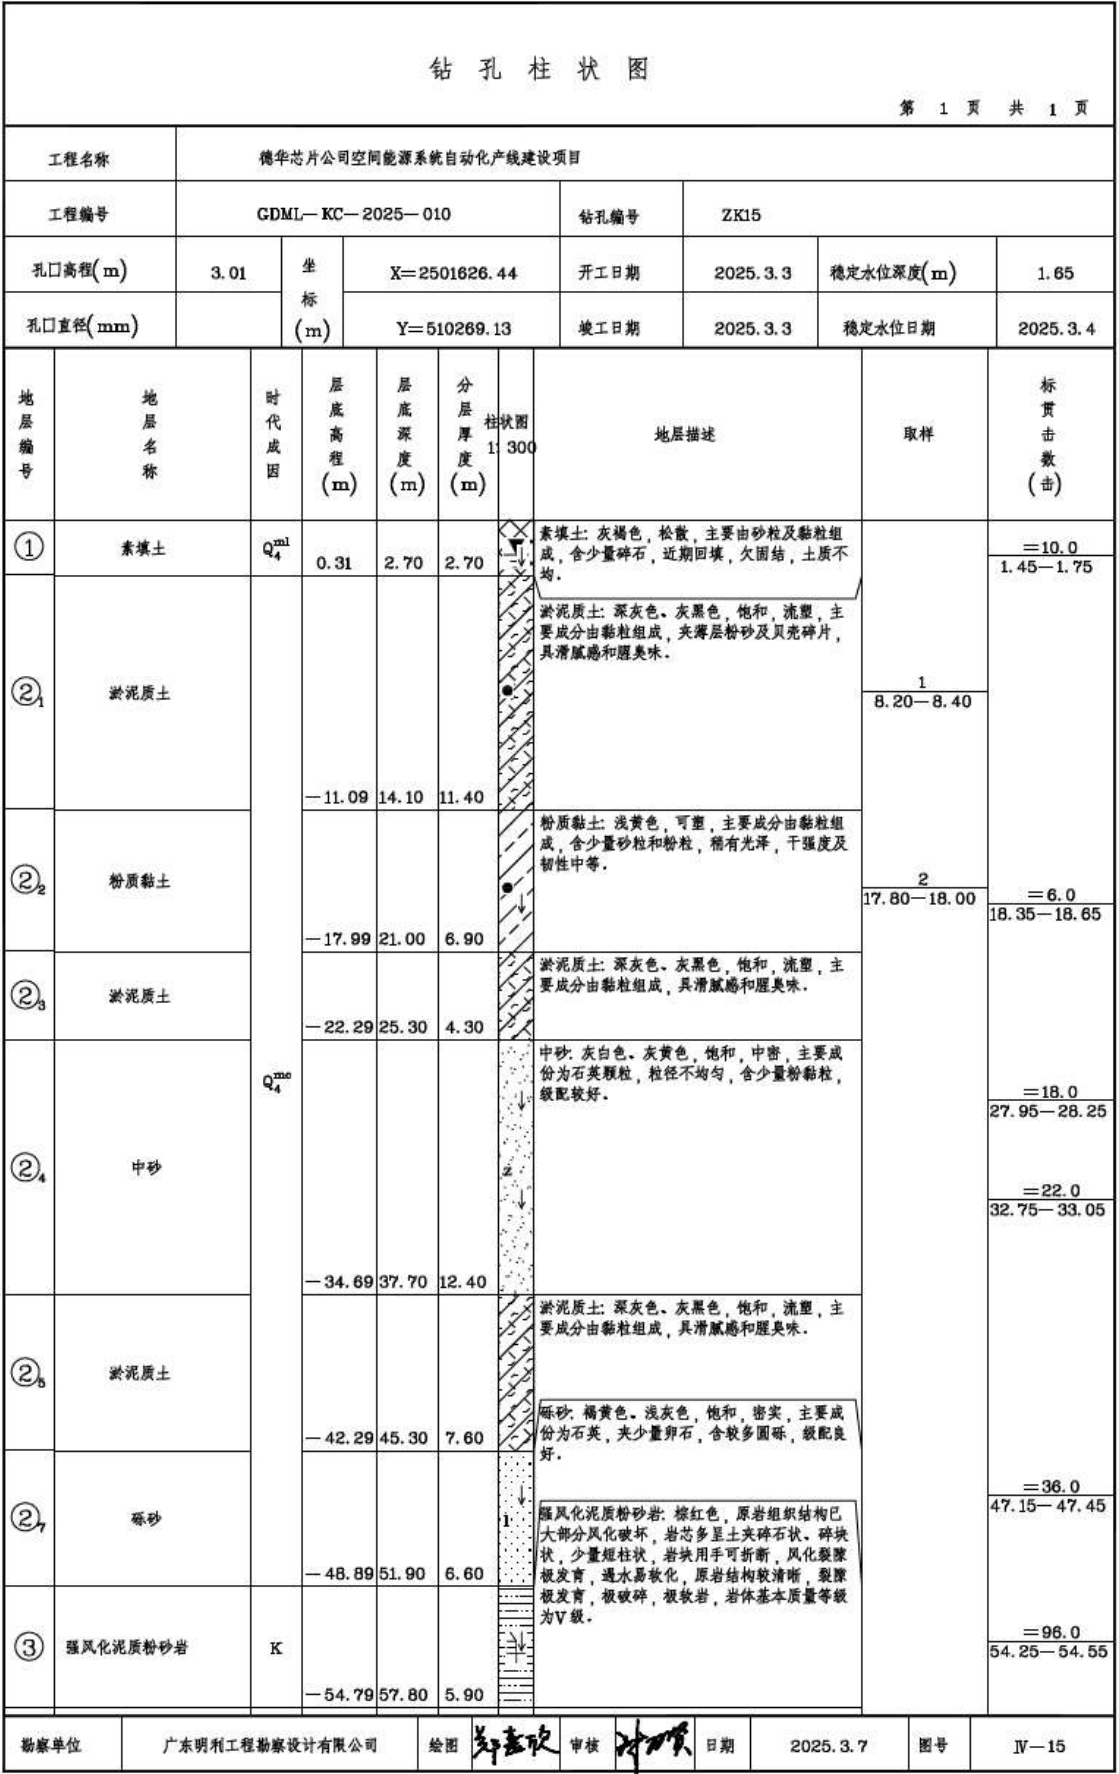 钻孔柱状图
第 1 页 共 1 页
工程名称 德华芯片公司空间能源系统自动化产线建设项目
工程编号 GDML—KC—2025—010 钻孔编号 ZK15
孔口高程(m) 3.01 坐标(m) X=2501626.44 开工日期 2025.3.3 稳定水位深度(m) 1.65
孔口直径(mm) Y=510269.13 竣工日期 2025.3.3 稳定水位日期 2025.3.4
地层编号 地层名称 时代成因 层底高程(m) 层底深度(m) 分层厚度(m) 柱状图 1:300 地层描述 取样 标贯击数(击)
① 素填土 Q4ml 0.31 2.70 2.70
素填土: 灰褐色, 松散, 主要由砂粒及黏粒组
成, 含少量碎石, 近期回填, 欠固结, 土质不
均.
=10.0
1.45—1.75
②1 淤泥质土 —11.09 14.10 11.40
淤泥质土: 深灰色、灰黑色, 饱和, 流塑, 主
要成分由黏粒组成, 夹薄层粉砂及贝壳碎片,
具滑腻感和腥臭味.
1
8.20—8.40
②2 粉质黏土 —17.99 21.00 6.90
粉质黏土: 浅黄色, 可塑, 主要成分由黏粒组
成, 含少量砂粒和粉粒, 稍有光泽, 干强度及
韧性中等.
2
17.80—18.00
=6.0
18.35—18.65
②3 淤泥质土 —22.29 25.30 4.30
淤泥质土: 深灰色、灰黑色, 饱和, 流塑, 主
要成分由黏粒组成, 具滑腻感和腥臭味.
Q4mc
②4 中砂 —34.69 37.70 12.40
中砂: 灰白色、灰黄色, 饱和, 中密, 主要成
份为石英颗粒, 粒径不均匀, 含少量粉黏粒,
级配较好.
z
=18.0
27.95—28.25
=22.0
32.75—33.05
②5 淤泥质土 —42.29 45.30 7.60
淤泥质土: 深灰色、灰黑色, 饱和, 流塑, 主
要成分由黏粒组成, 具滑腻感和腥臭味.
②7 砾砂 —48.89 51.90 6.60
砾砂: 褐黄色、浅灰色, 饱和, 密实, 主要成
份为石英, 夹少量卵石, 含较多圆砾, 级配良
好.
=36.0
47.15—47.45
③ 强风化泥质粉砂岩 K —54.79 57.80 5.90
强风化泥质粉砂岩: 棕红色, 原岩组织结构已
大部分风化破坏, 岩芯多呈土夹碎石状、碎块
状, 少量短柱状, 岩块用手可折断, 风化裂隙
极发育, 遇水易软化, 原岩结构较清晰, 裂隙
极发育, 极破碎, 极软岩, 岩体基本质量等级
为V级.
=96.0
54.25—54.55
勘察单位 广东明利工程勘察设计有限公司 绘图 郑嘉欣 审核 日期 2025.3.7 图号 Ⅳ—15